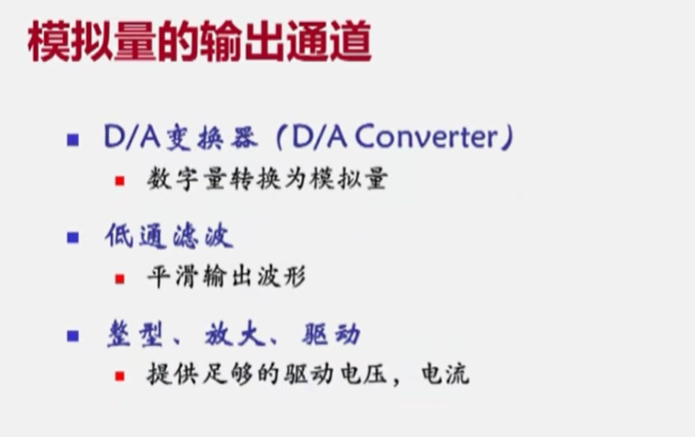 模拟量的输出通道
D/A变换器（D/A Converter）
数字量转换为模拟量
低通滤波
平滑输出波形
整型、放大、驱动
提供足够的驱动电压，电流